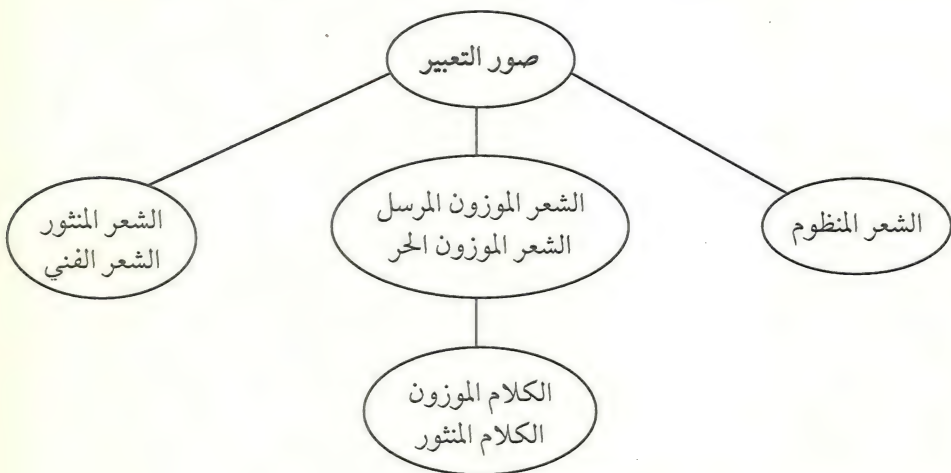 صور التعبير
الشعر المنظوم
الشعر الموزون المرسل
الشعر الموزون الحر
الشعر المنثور
الشعر الفني
الكلام الموزون
الكلام المنثور